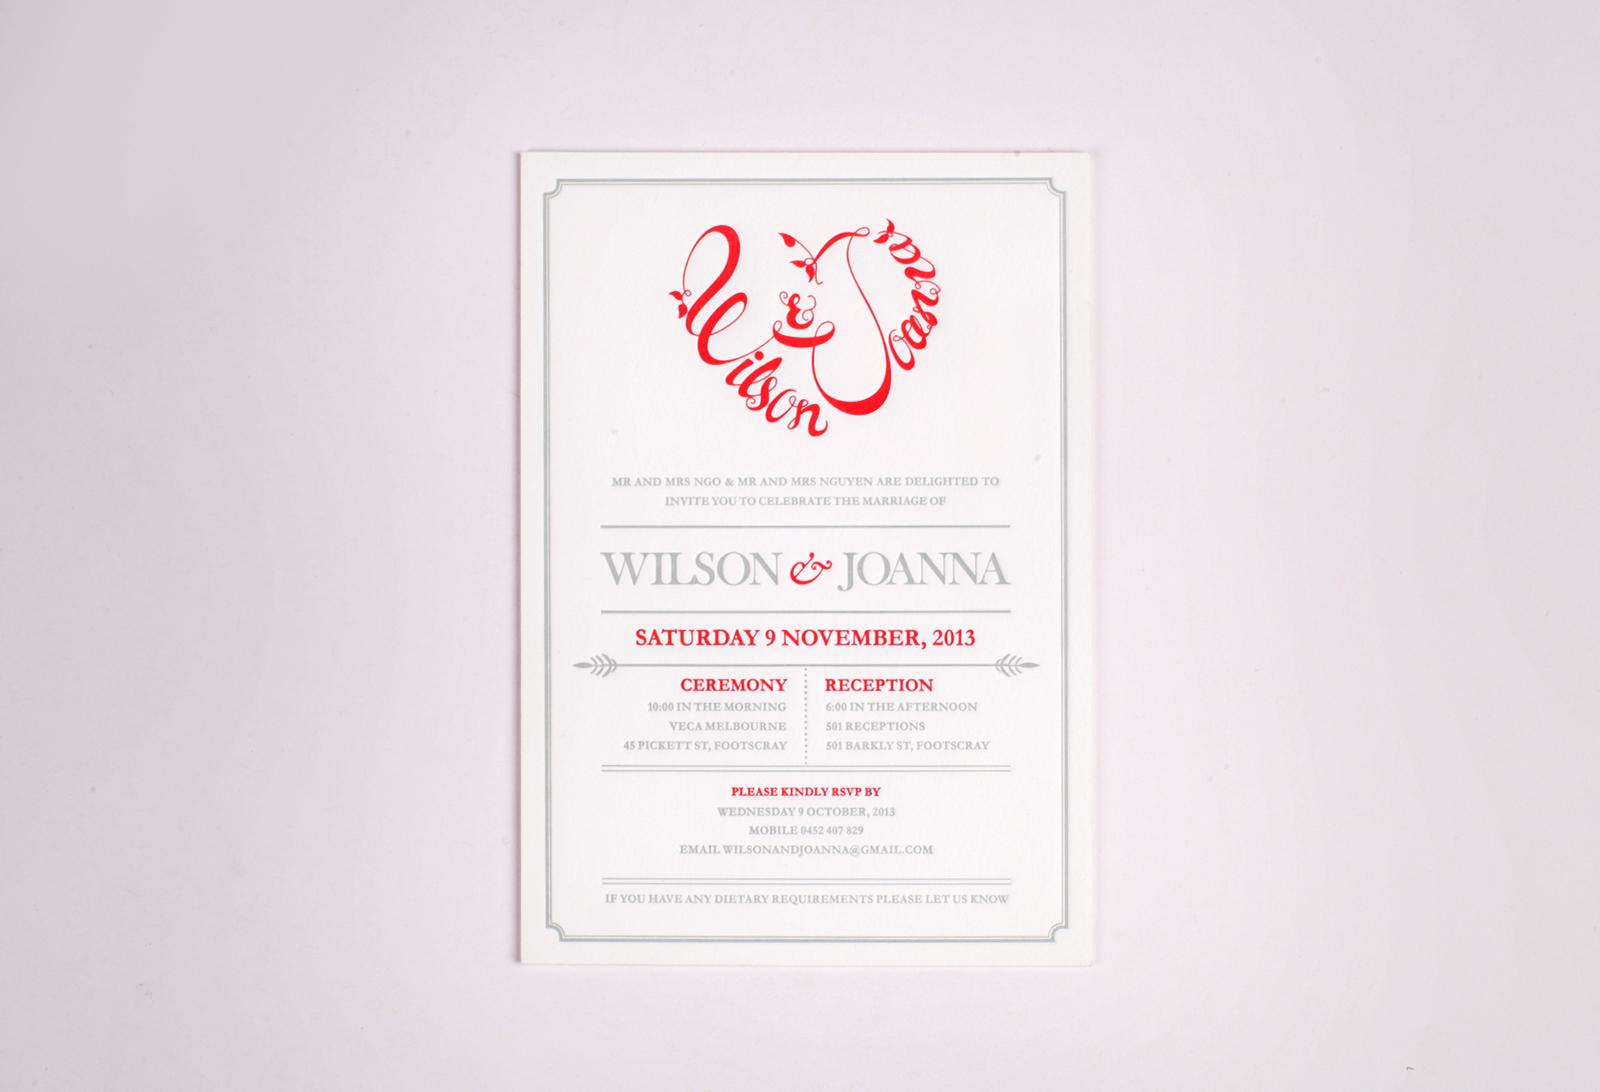 Wilson & Joanna
MR AND MRS NGO & MR AND MRS NGUYEN ARE DELIGHTED TO
INVITE YOU TO CELEBRATE THE MARRIAGE OF
WILSON & JOANNA
SATURDAY 9 NOVEMBER, 2013
CEREMONY
10:00 IN THE MORNING
VECA MELBOURNE
45 PICKETT ST, FOOTSCRAY
RECEPTION
6:00 IN THE AFTERNOON
501 RECEPTIONS
501 BARKLY ST, FOOTSCRAY
PLEASE KINDLY RSVP BY
WEDNESDAY 9 OCTOBER, 2013
MOBILE 0452 407 829
EMAIL WILSONANDJOANNA@GMAIL.COM
IF YOU HAVE ANY DIETARY REQUIREMENTS PLEASE LET US KNOW